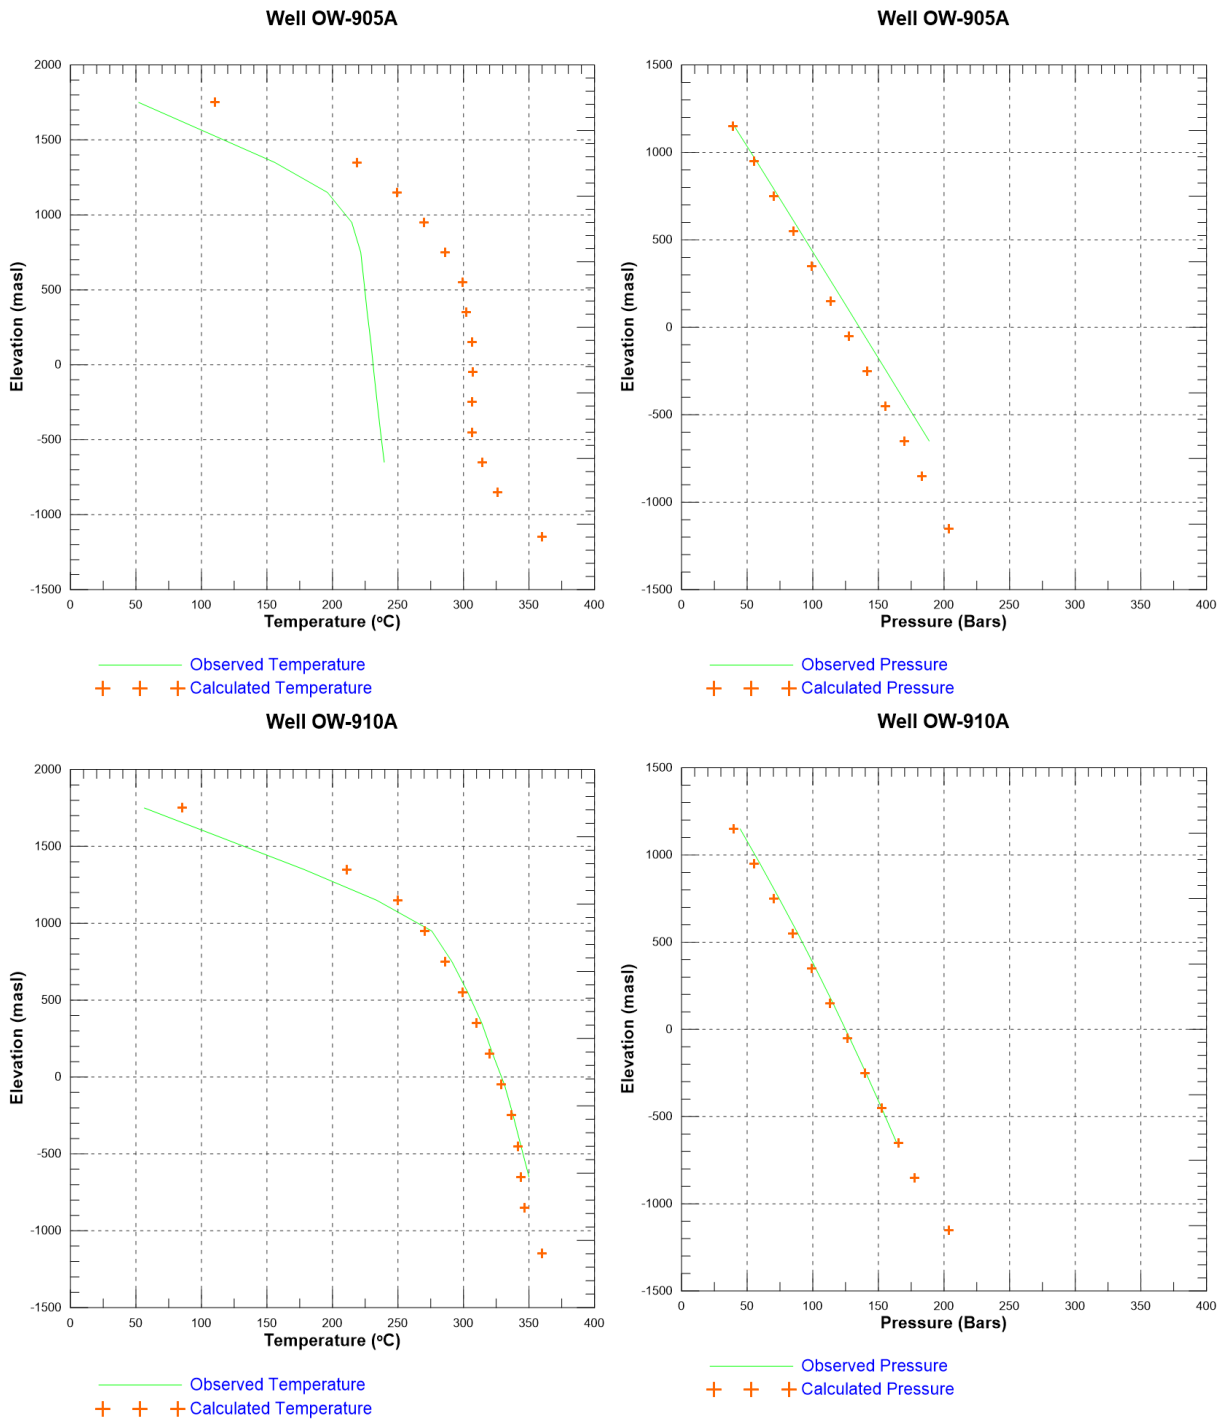 Well OW-905A
2000
1500
1000
500
0
-500
-1000
-1500
Elevation (masl)
0 50 100 150 200 250 300 350 400
Temperature (oC)
Observed Temperature
Calculated Temperature
Well OW-905A
1500
1000
500
0
-500
-1000
-1500
Elevation (masl)
0 50 100 150 200 250 300 350 400
Pressure (Bars)
Observed Pressure
Calculated Pressure
Well OW-910A
2000
1500
1000
500
0
-500
-1000
-1500
Elevation (masl)
0 50 100 150 200 250 300 350 400
Temperature (oC)
Observed Temperature
Calculated Temperature
Well OW-910A
1500
1000
500
0
-500
-1000
-1500
Elevation (masl)
0 50 100 150 200 250 300 350 400
Pressure (Bars)
Observed Pressure
Calculated Pressure